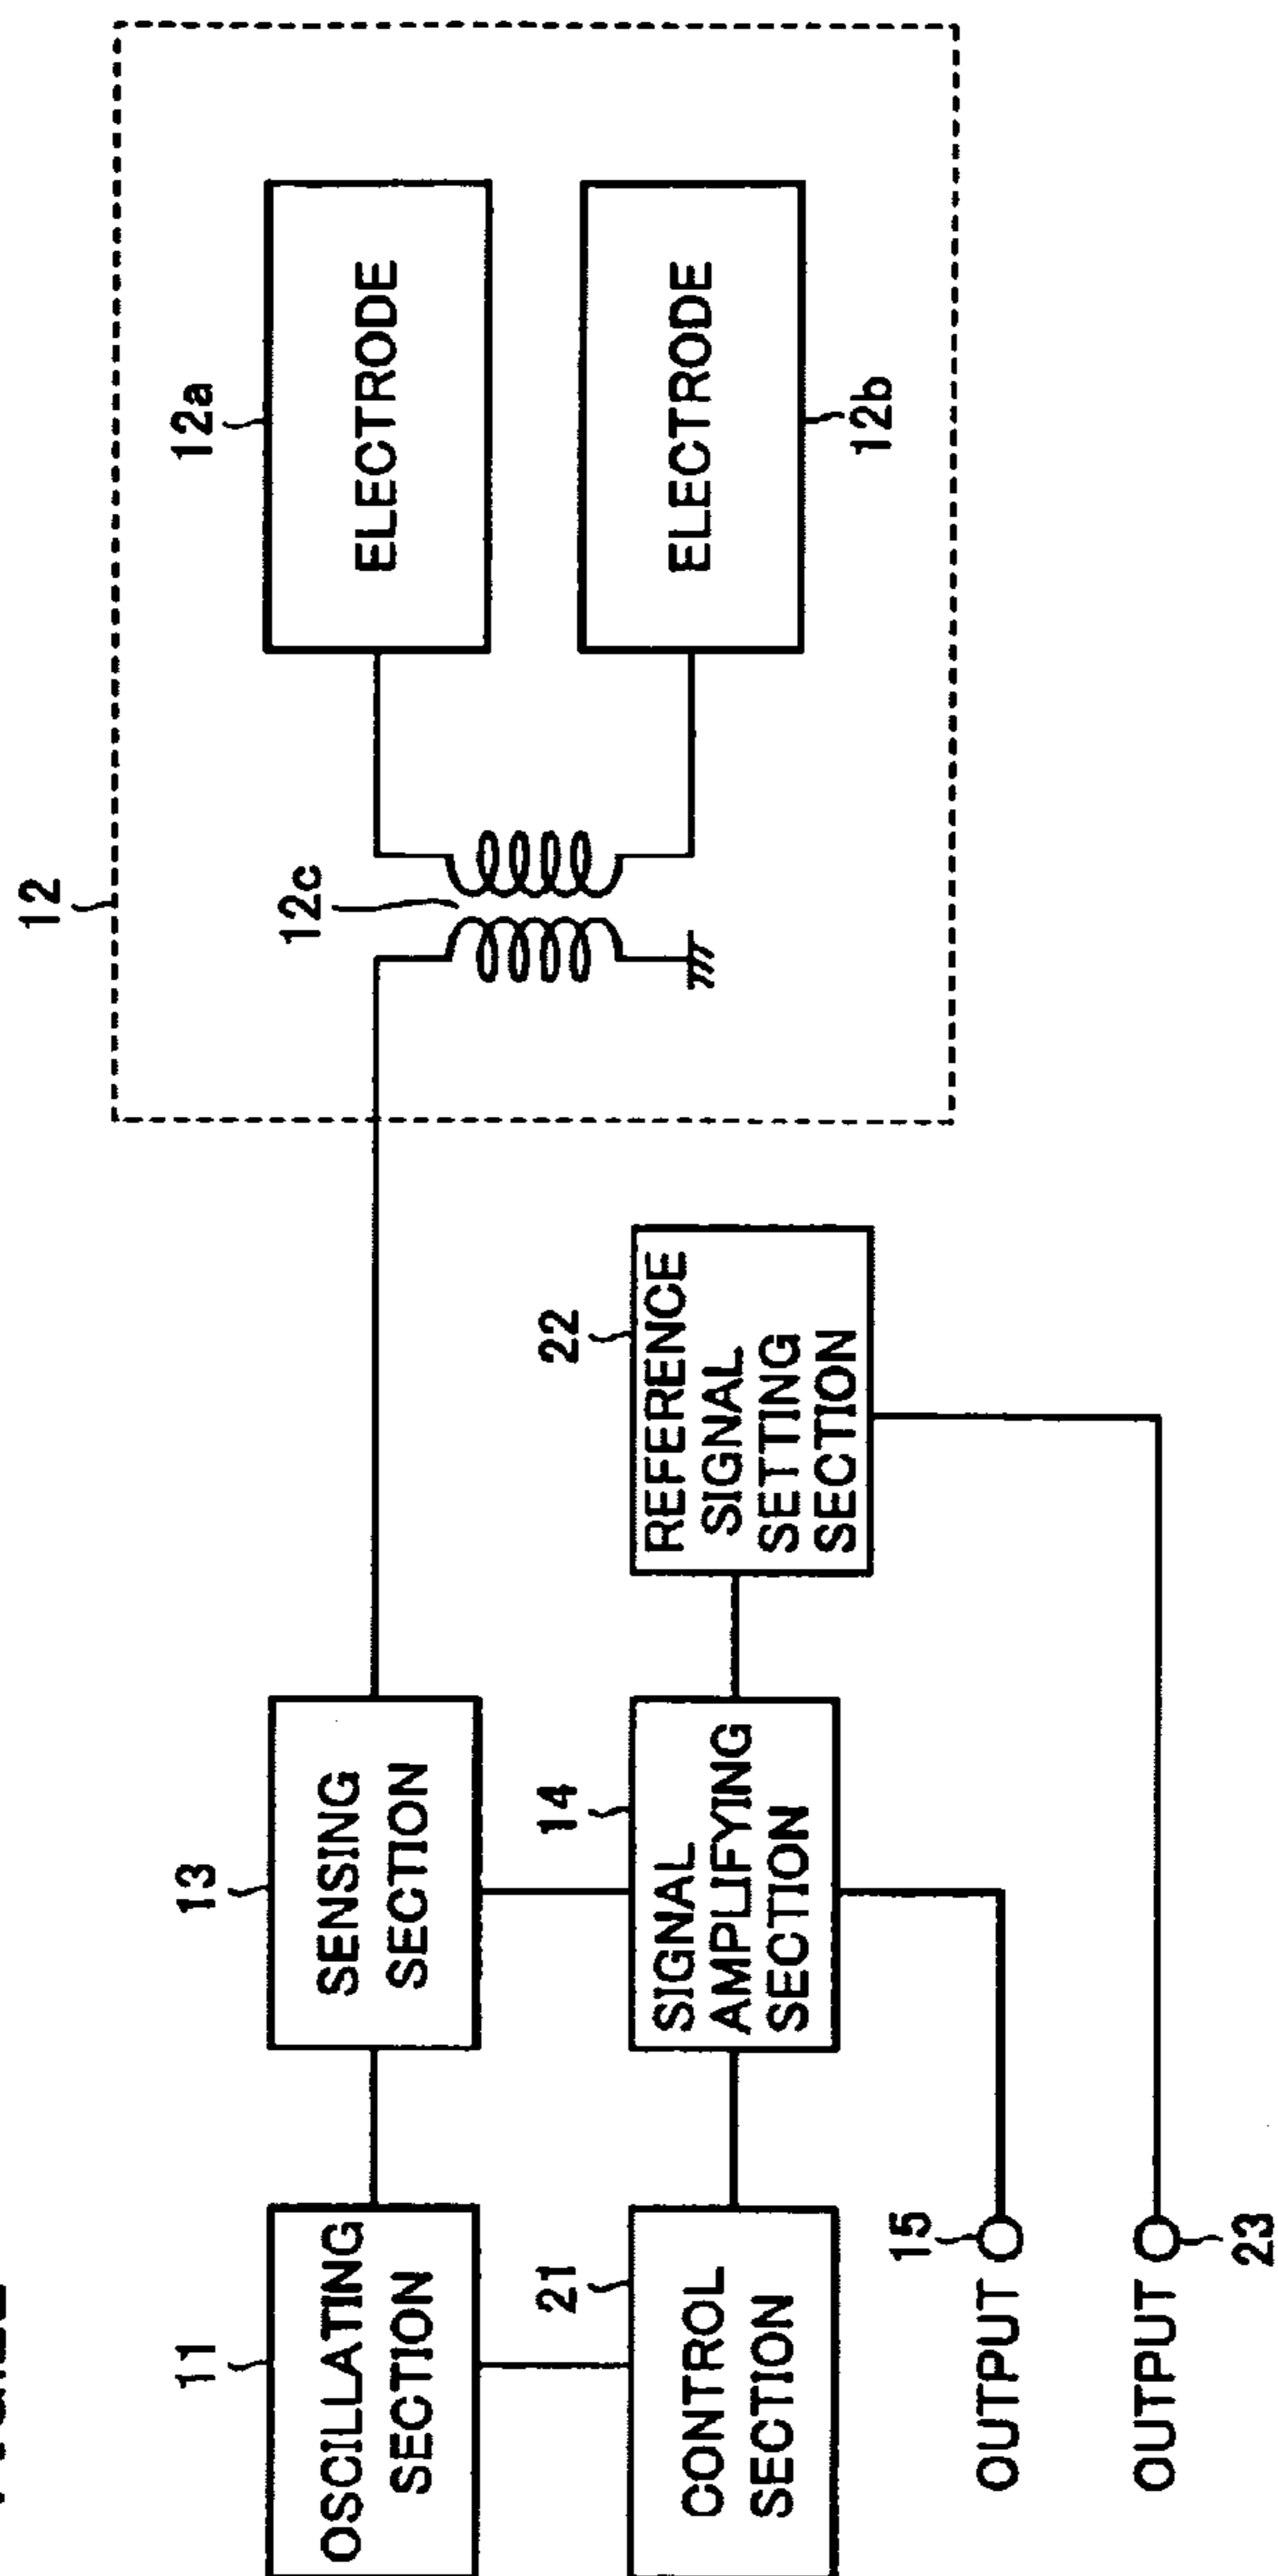 12
12a
ELECTRODE
12c
ELECTRODE
12b
11
OSCILLATING
SECTION
13
SENSING
SECTION
21
CONTROL
SECTION
14
SIGNAL
AMPLIFYING
SECTION
22
REFERENCE
SIGNAL
SETTING
SECTION
OUTPUT 15
OUTPUT 23